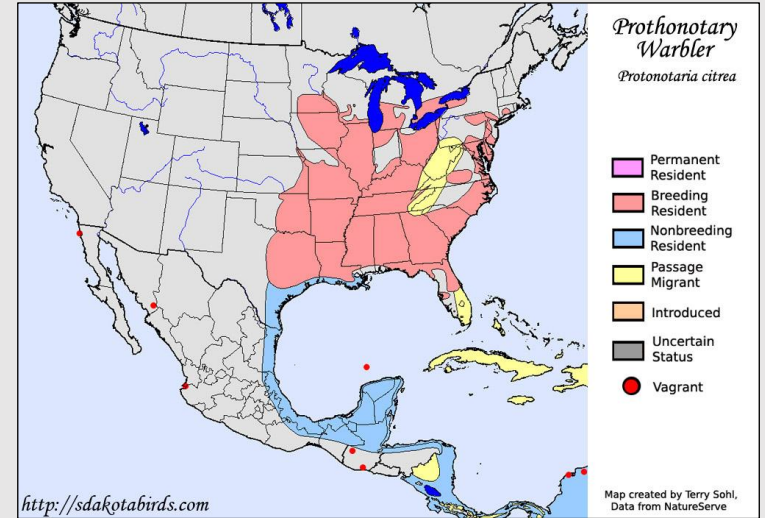 Prothonotary
Warbler
Protonotaria citrea
Permanent
Resident
Breeding
Resident
Nonbreeding
Resident
Passage
Migrant
Introduced
Uncertain
Status
Vagrant
http://sdakotabirds.com
Map created by Terry Sohl,
Data from NatureServe